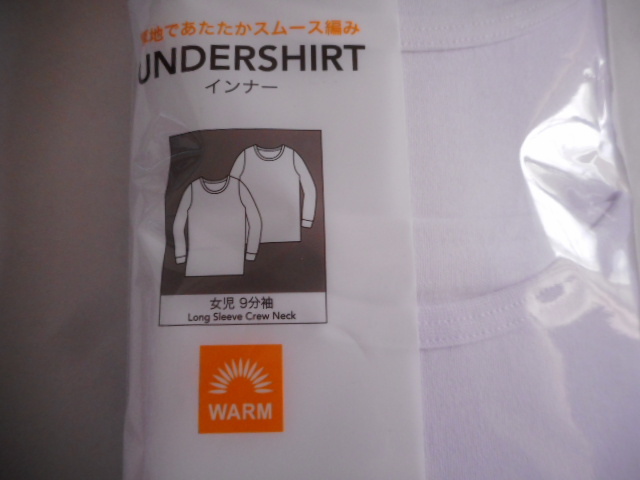 厚地であたたかスムース編み
UNDERSHIRT
インナー
女児 9分袖
Long Sleeve Crew Neck
WARM